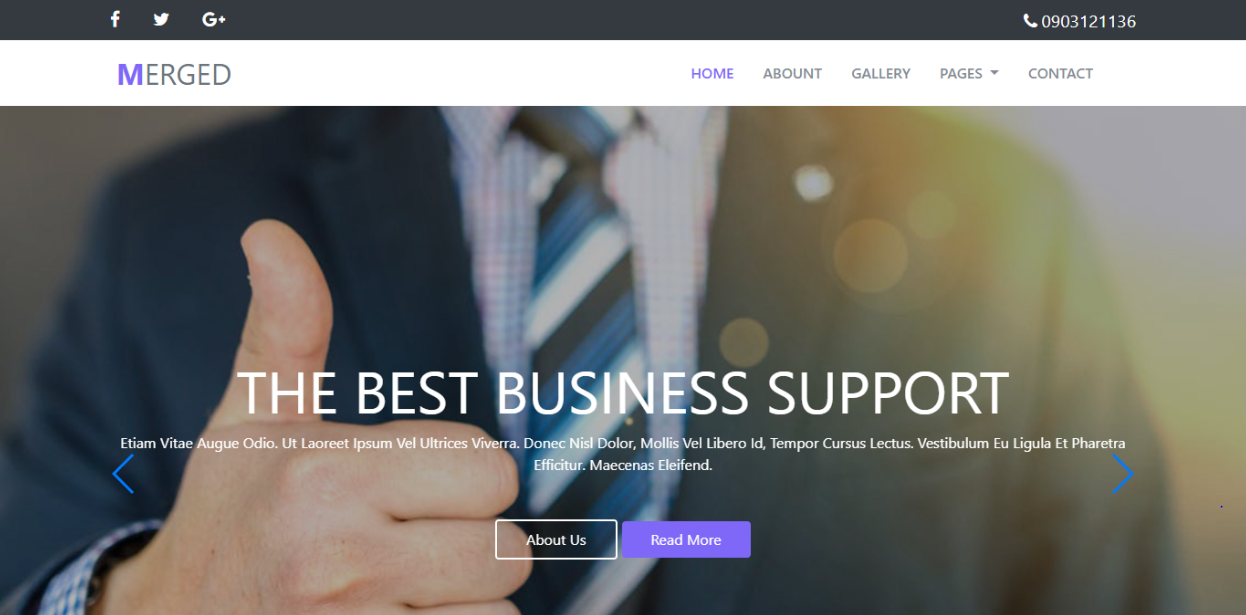 0903121136
MERGED
HOME ABOUNT GALLERY PAGES CONTACT
THE BEST BUSINESS SUPPORT
Etiam Vitae Augue Odio. Ut Laoreet Ipsum Vel Ultrices Viverra. Donec Nisl Dolor, Mollis Vel Libero Id, Tempor Cursus Lectus. Vestibulum Eu Ligula Et Pharetra
Efficitur. Maecenas Eleifend.
About Us Read More